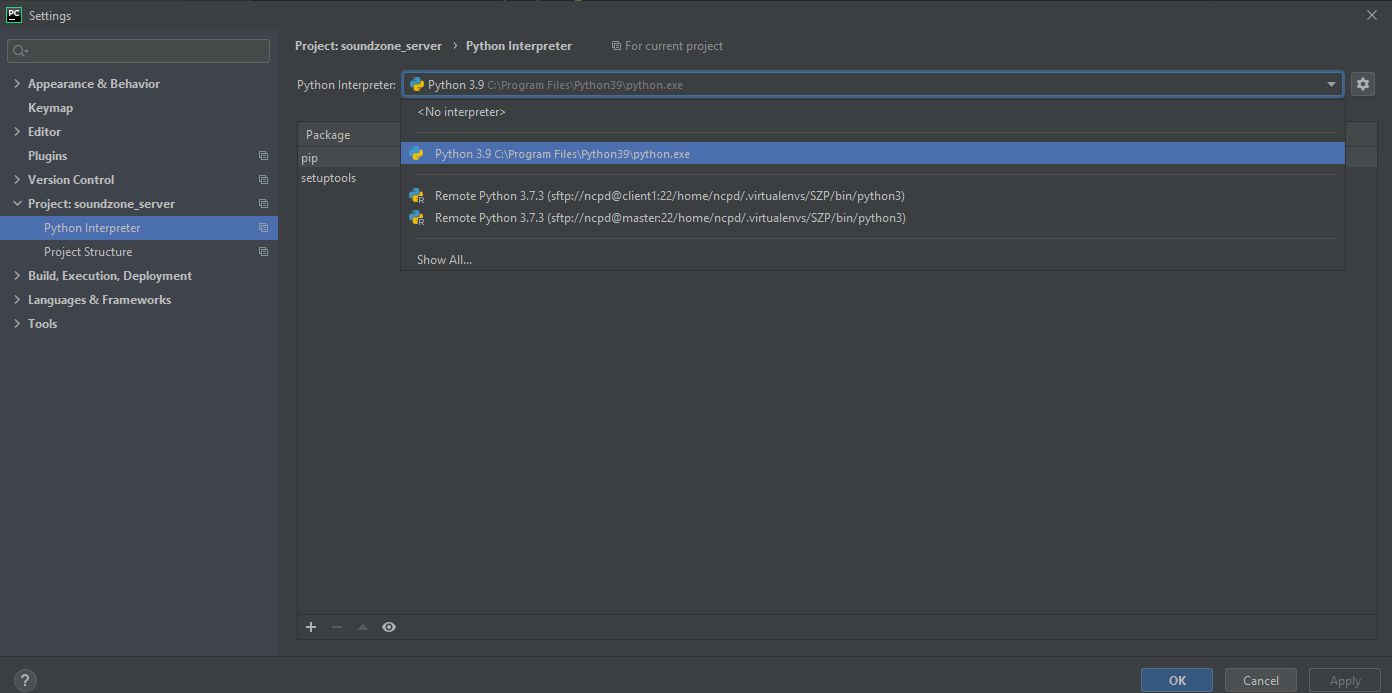 PC Settings
Project: soundzone_server › Python Interpreter For current project
Python Interpreter: Python 3.9 C:\Program Files\Python39\python.exe
<No interpreter>
Python 3.9 C:\Program Files\Python39\python.exe
Remote Python 3.7.3 (sftp://ncpd@client1:22/home/ncpd/.virtualenvs/SZP/bin/python3)
Remote Python 3.7.3 (sftp://ncpd@master:22/home/ncpd/.virtualenvs/SZP/bin/python3)
Show All...
Package
pip
setuptools
Appearance & Behavior
Keymap
Editor
Plugins
Version Control
Project: soundzone_server
Python Interpreter
Project Structure
Build, Execution, Deployment
Languages & Frameworks
Tools
?
OK
Cancel
Apply